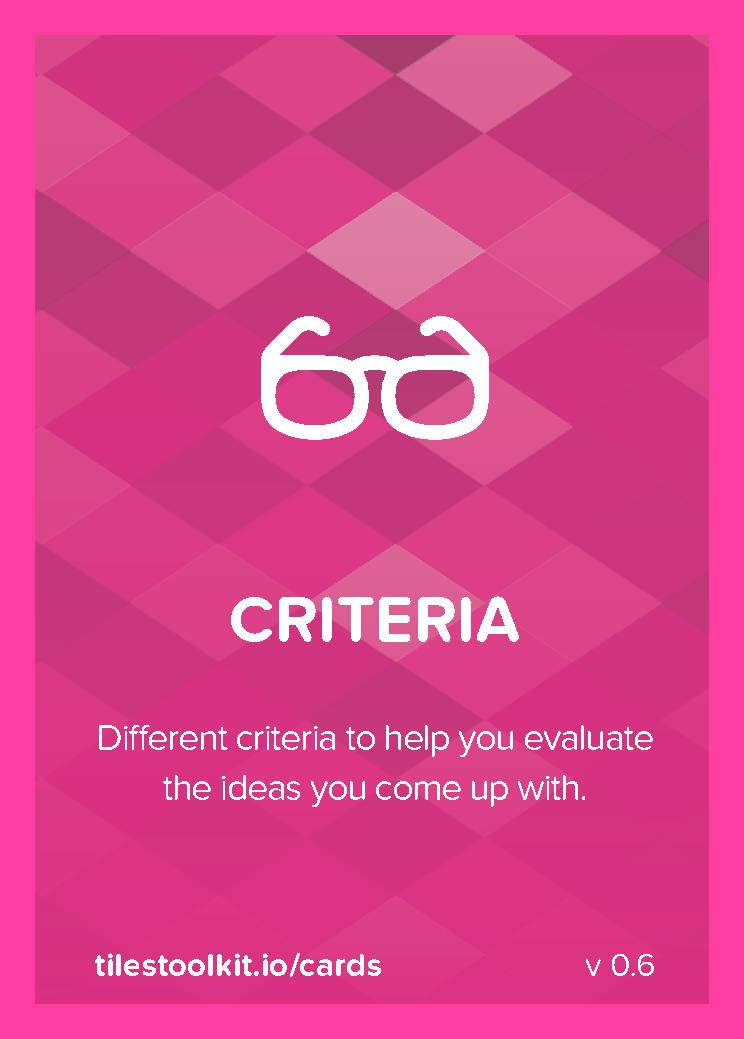 CRITERIA
Different criteria to help you evaluate
the ideas you come up with.
tilestoolkit.io/cards
v 0.6